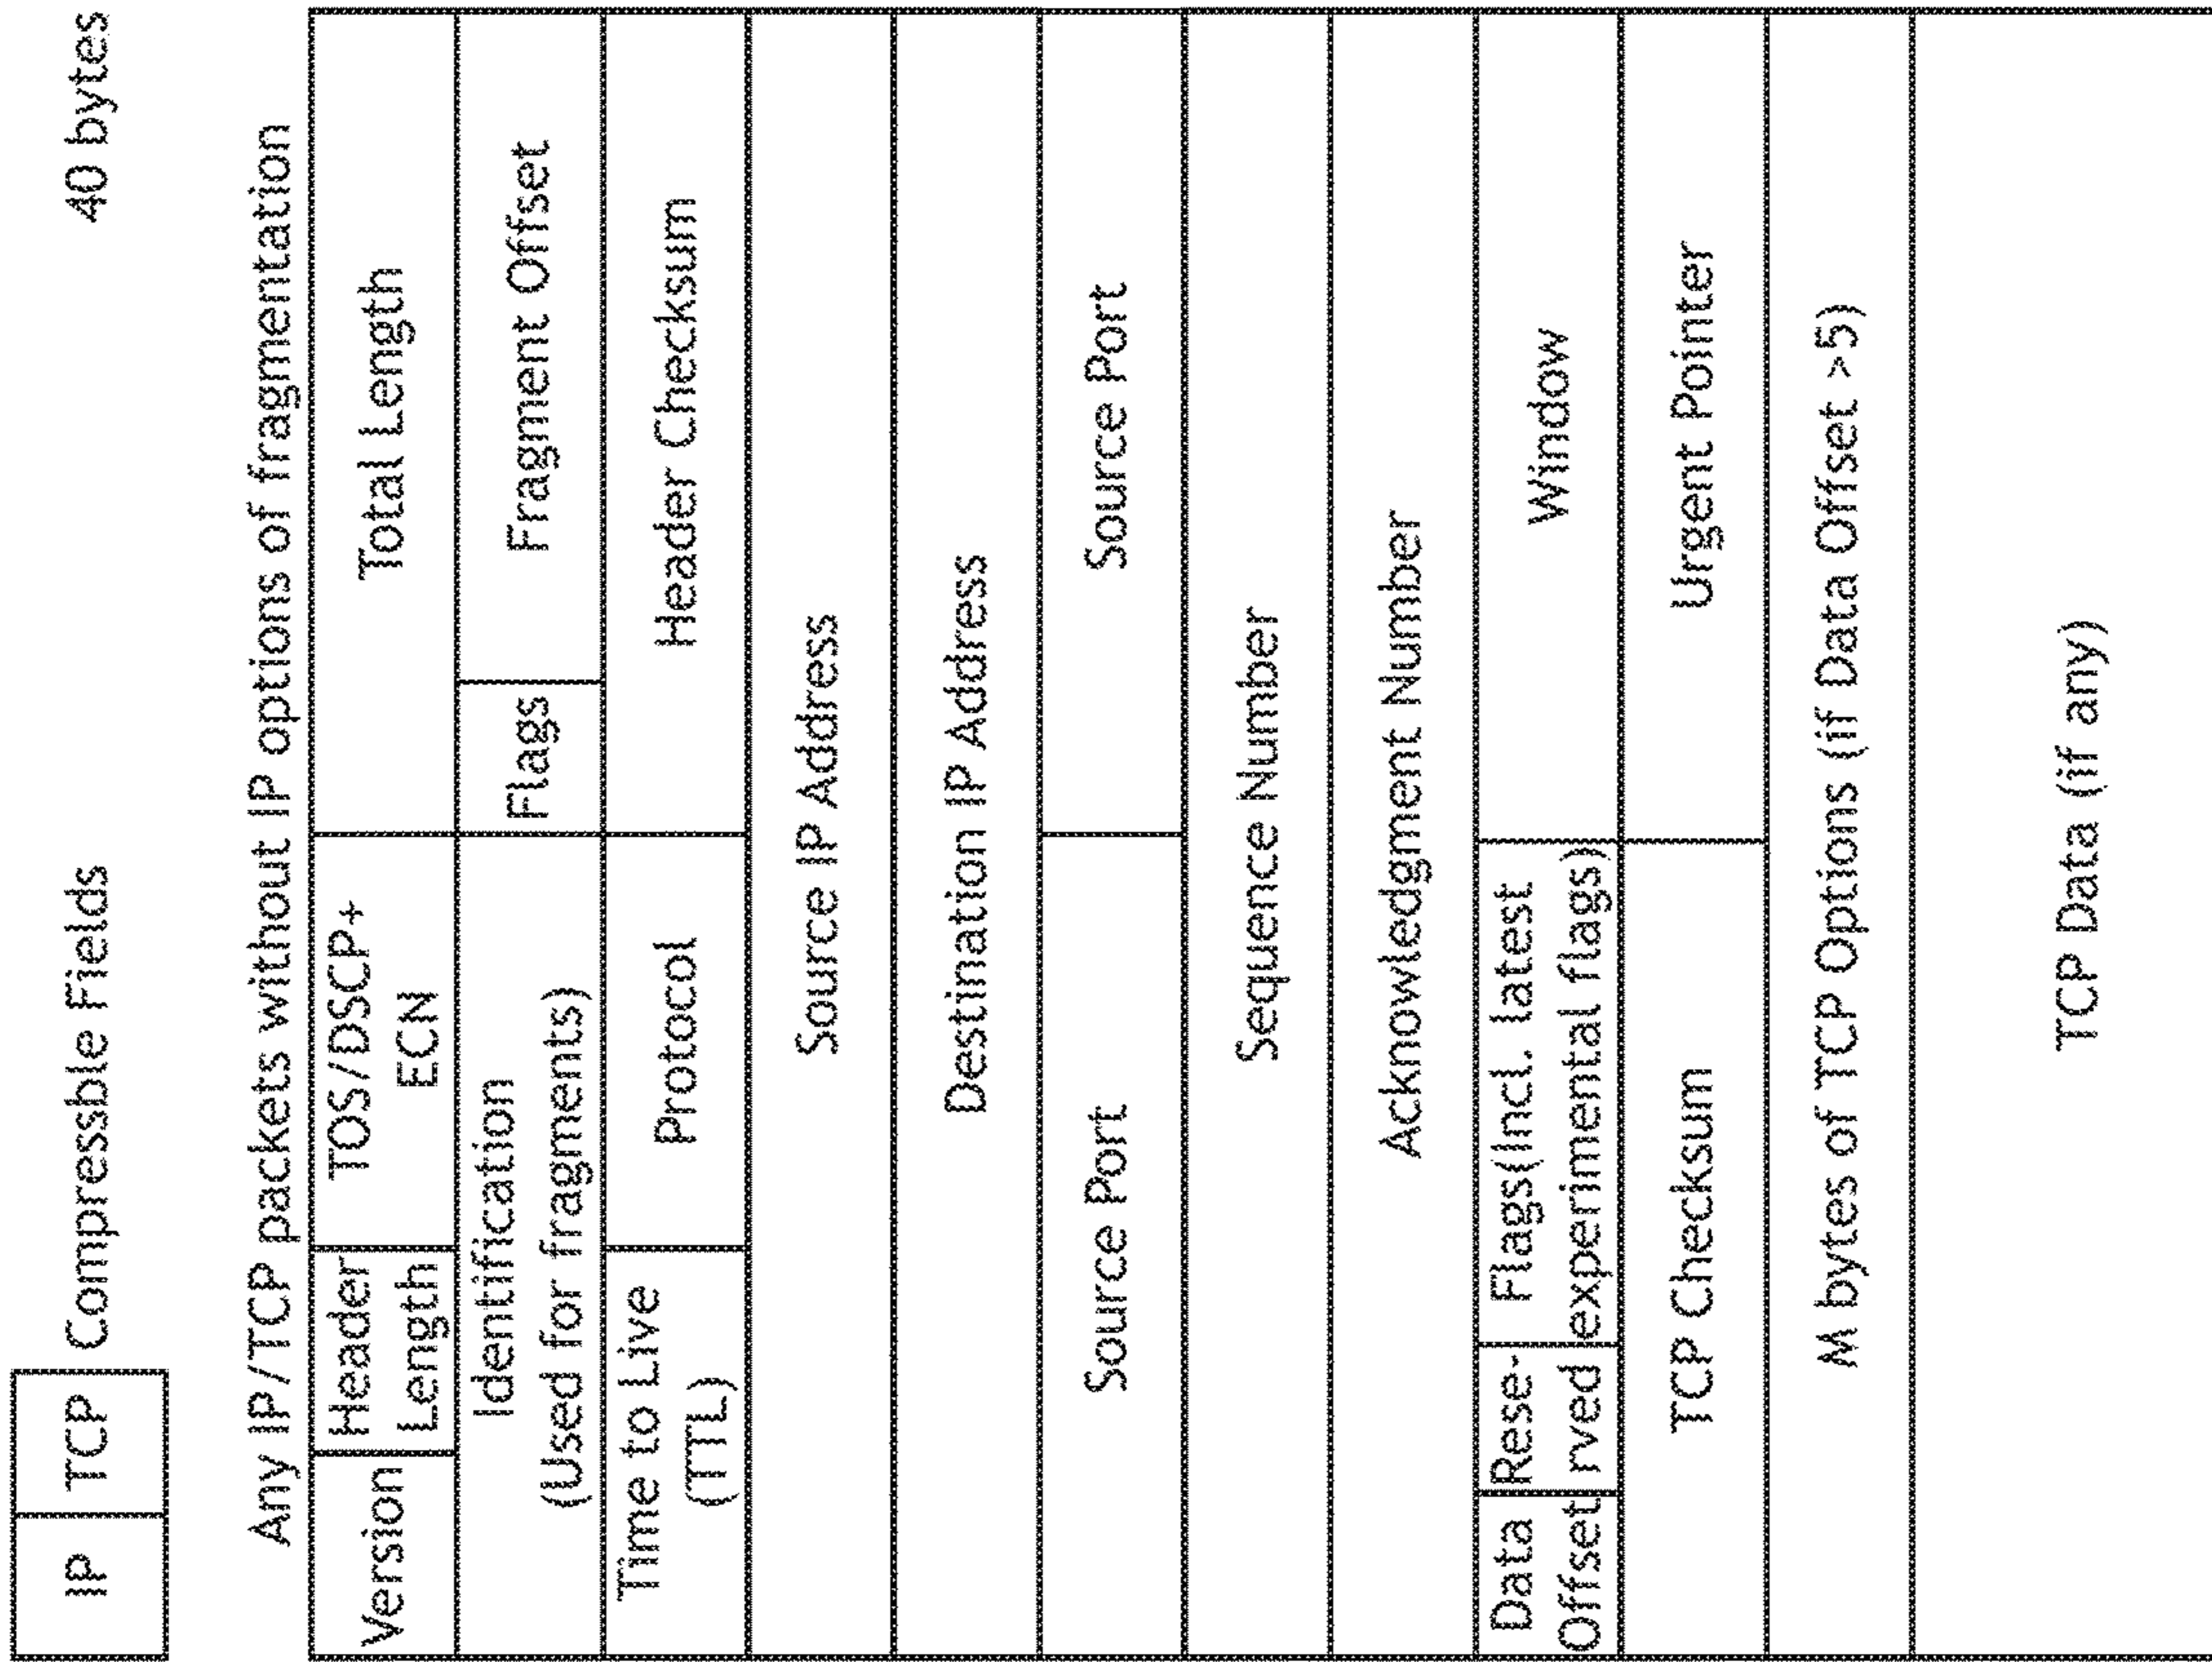 IP TCP Compressble Fields 40 bytes
Any IP/TCP packets without IP options of fragmentation
Version Header TOS/DSCP+ Total Length
Length ECN
Identification Flags Fragment Offset
(Used for fragments)
Time to Live Protocol Header Checksum
(TTL)
Source IP Address
Destination IP Address
Source Port Source Port
Sequence Number
Acknowledgment Number
Data Rese- Flags(Incl. latest Window
Offset rved experimental flags)
TCP Checksum Urgent Pointer
M bytes of TCP Options (if Data Offset >5)
TCP Data (if any)